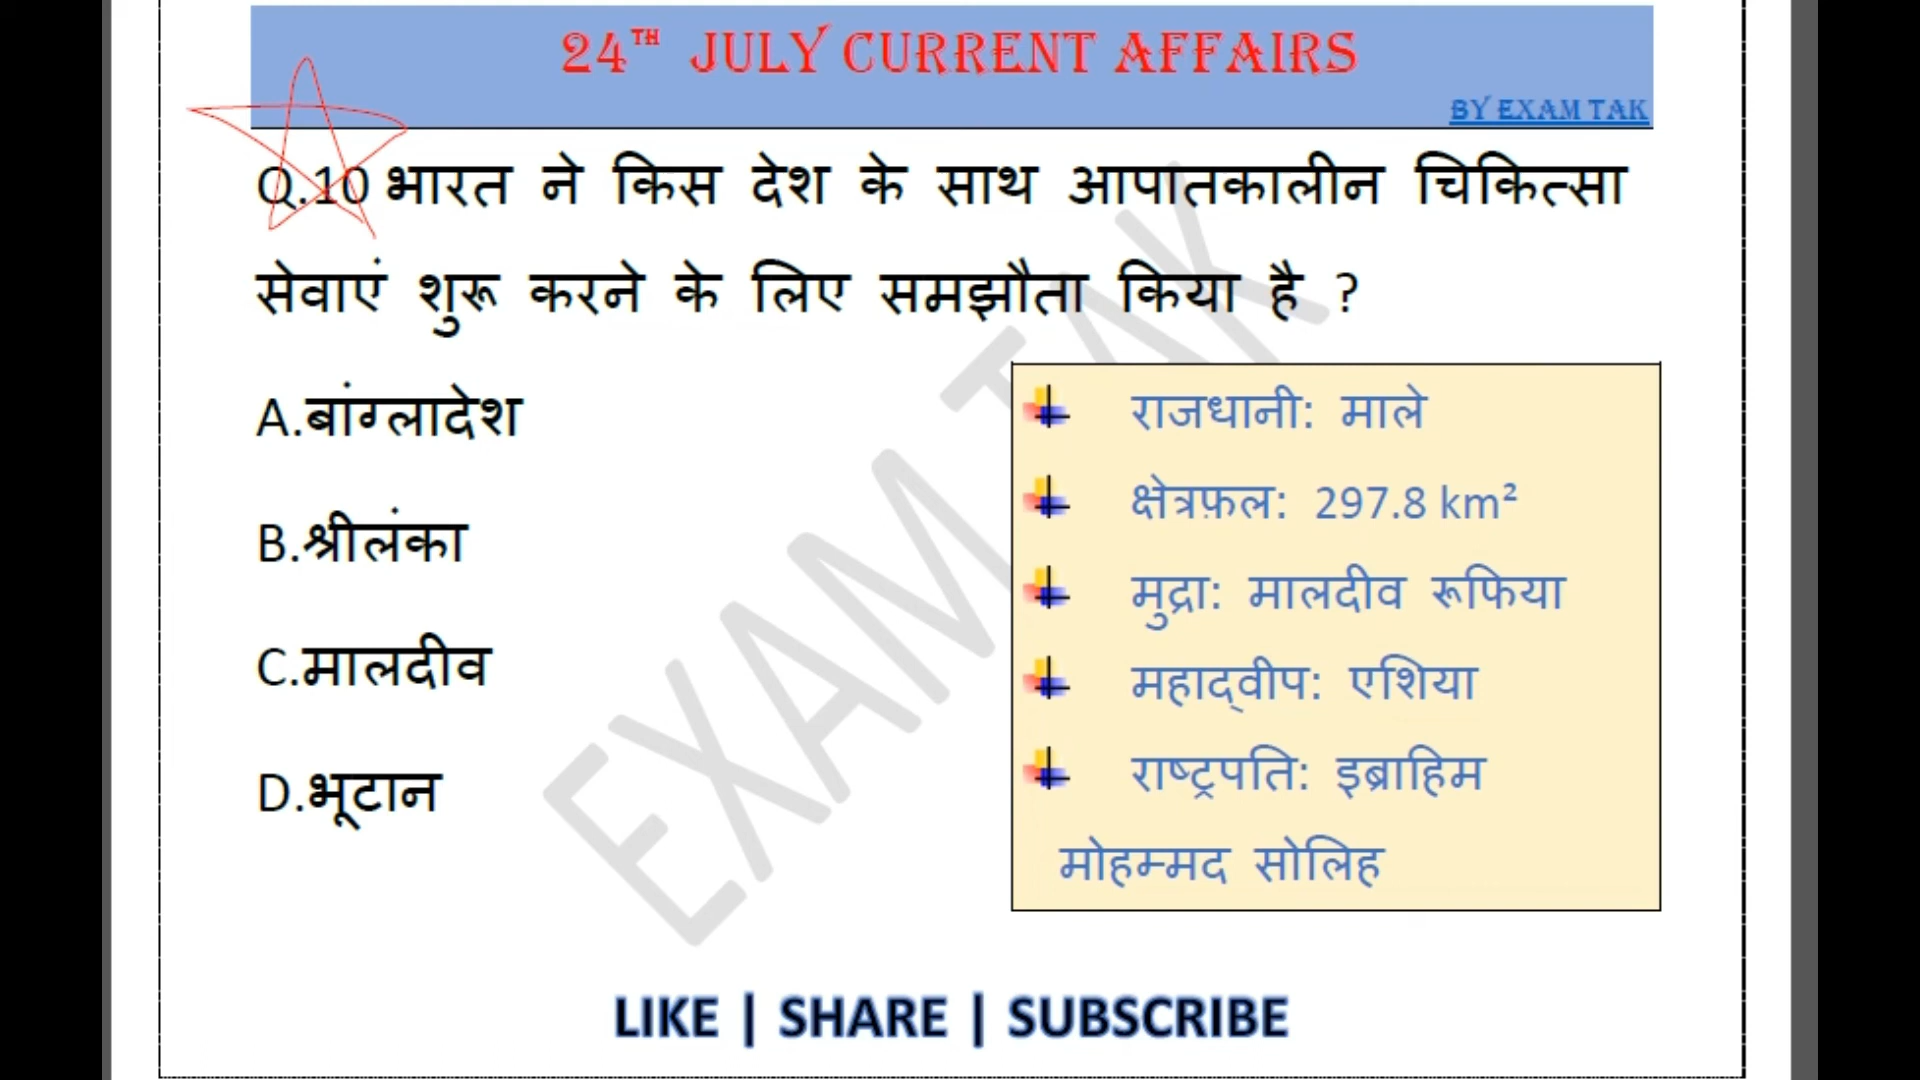 24TH JULY CURRENT AFFAIRS
BY EXAM TAK
Q.10 भारत ने किस देश के साथ आपातकालीन चिकित्सा
सेवाएं शुरू करने के लिए समझौता किया है ?
A.बांग्लादेश
B.श्रीलंका
C.मालदीव
D.भूटान
राजधानी: माले
क्षेत्रफ़ल: 297.8 km²
मुद्रा: मालदीव रूफिया
महाद्वीप: एशिया
राष्ट्रपति: इब्राहिम
मोहम्मद सोलिह
EXAM TAK
LIKE | SHARE | SUBSCRIBE